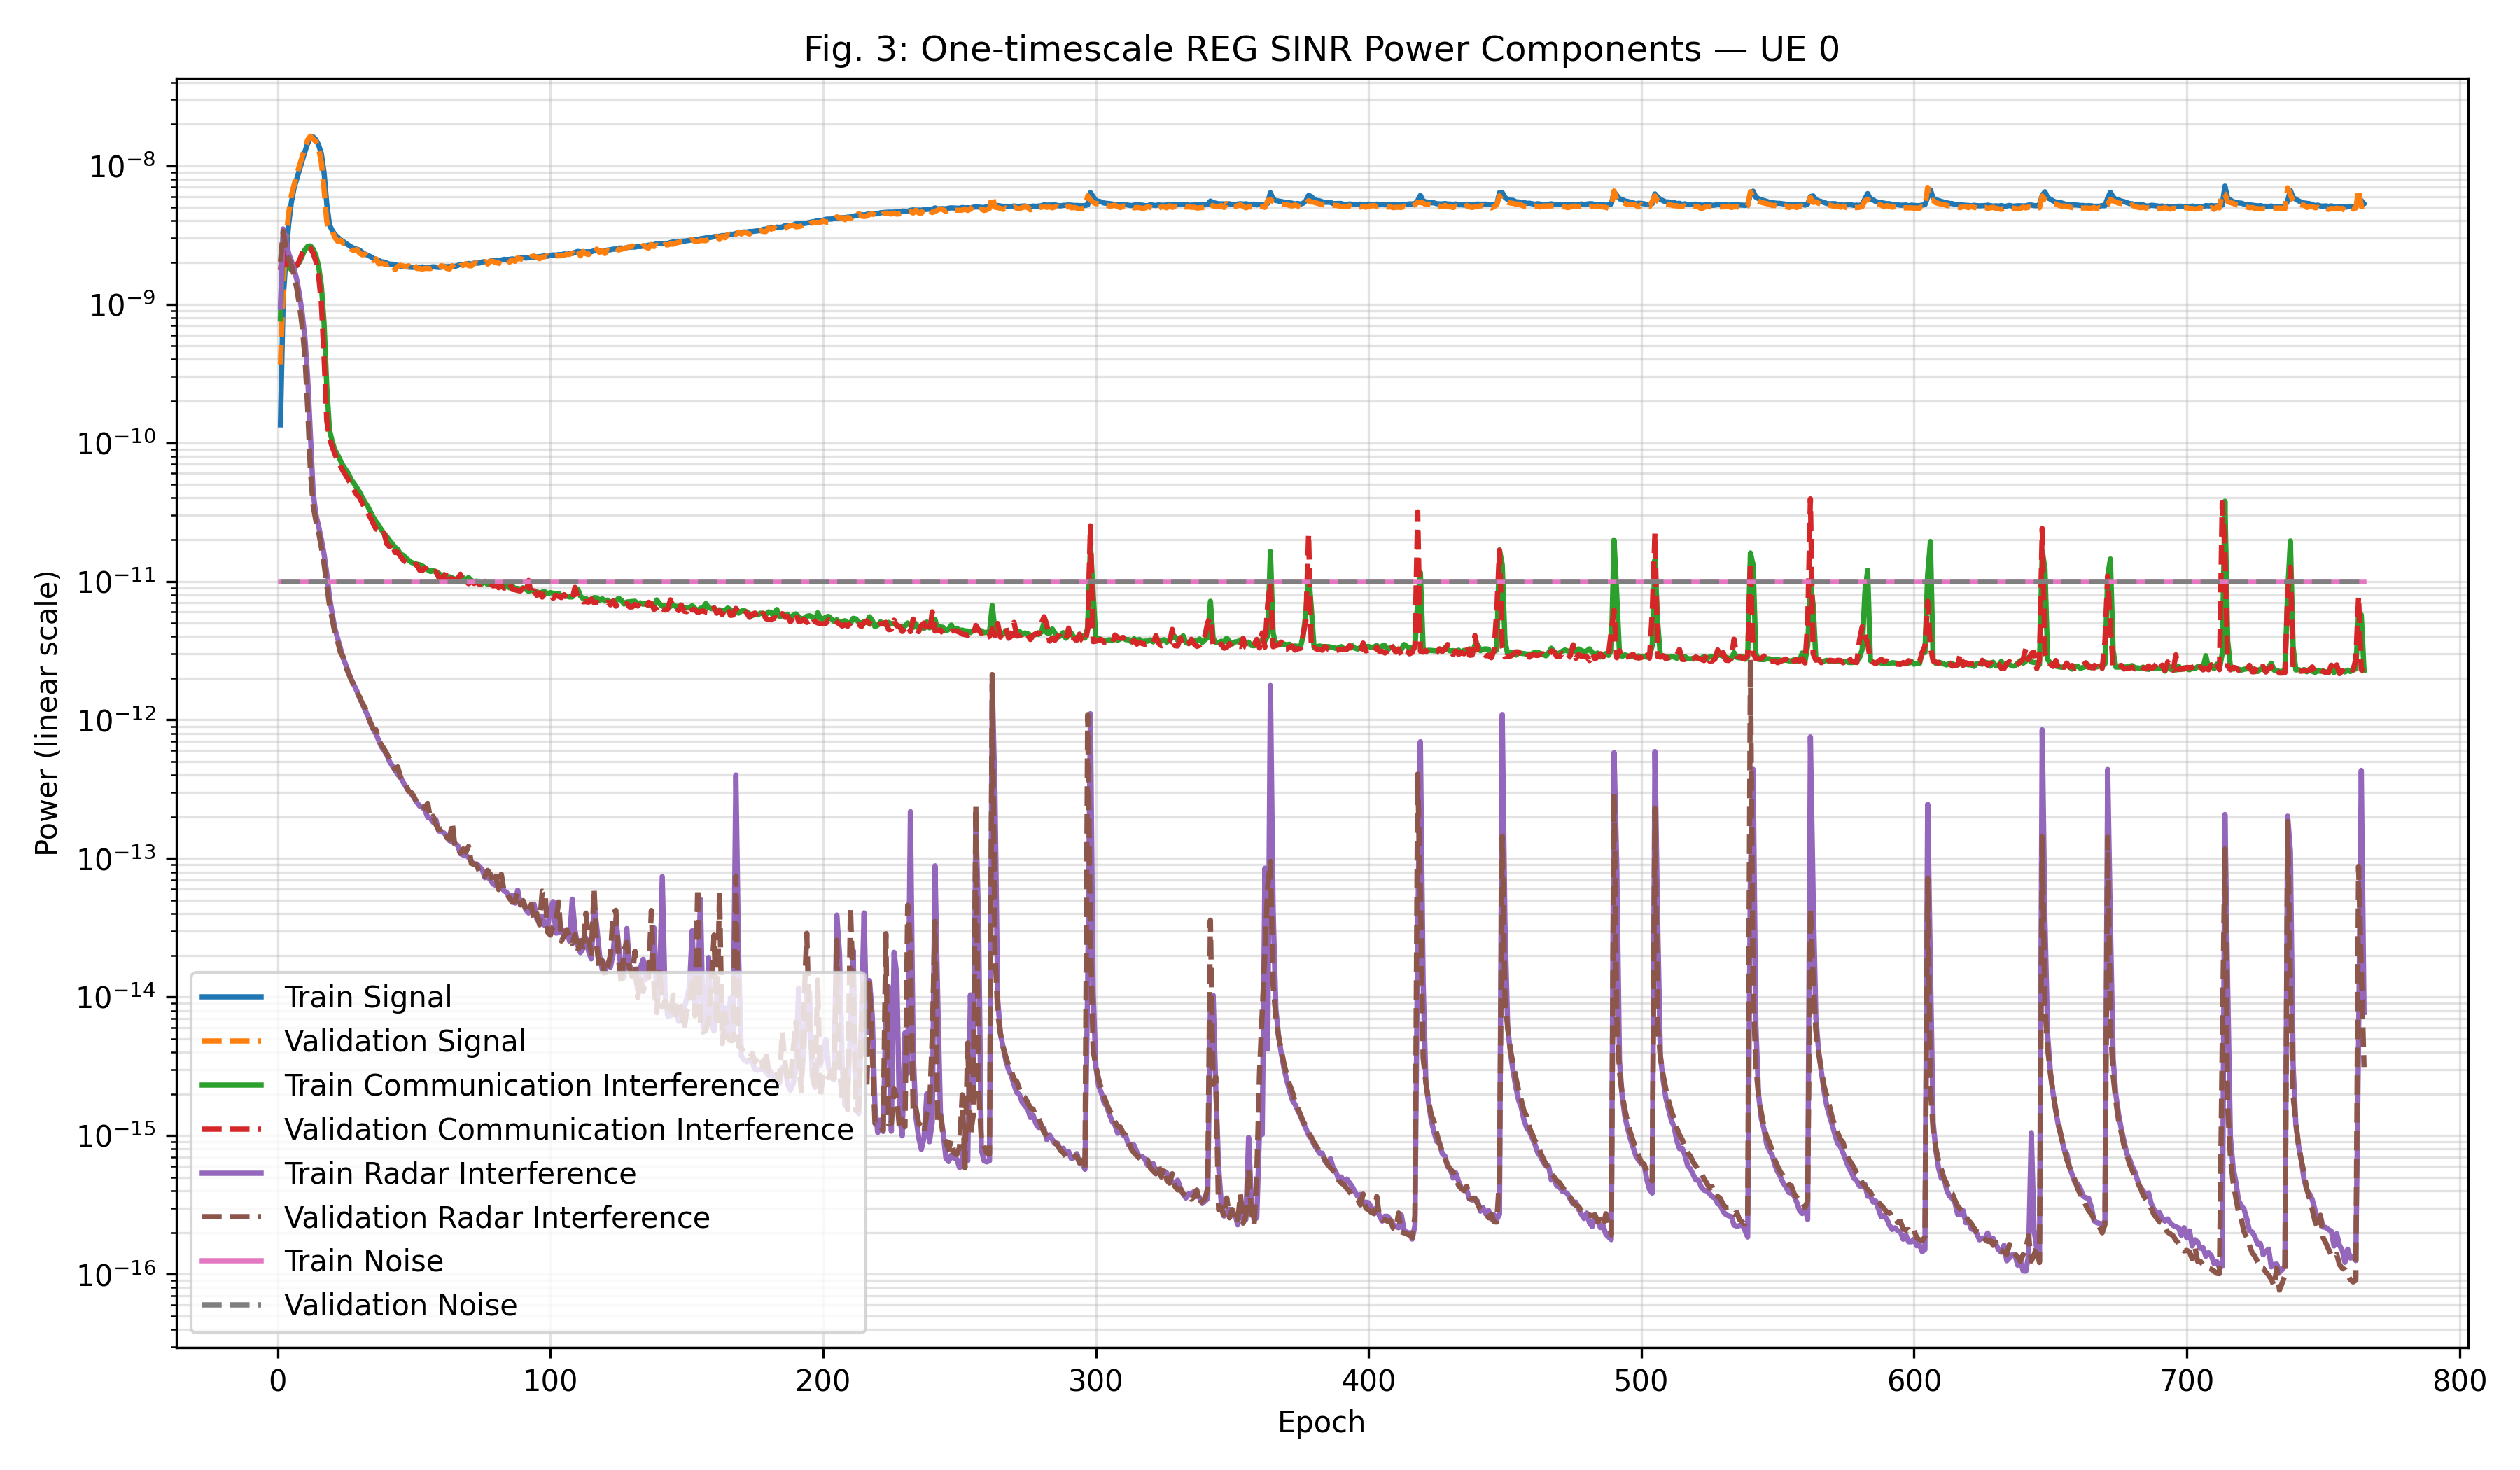 Fig. 3: One-timescale REG SINR Power Components — UE 0
Power (linear scale)
10⁻⁸
10⁻⁹
10⁻¹⁰
10⁻¹¹
10⁻¹²
10⁻¹³
10⁻¹⁴
10⁻¹⁵
10⁻¹⁶
Train Signal
Validation Signal
Train Communication Interference
Validation Communication Interference
Train Radar Interference
Validation Radar Interference
Train Noise
Validation Noise
0 100 200 300 400 500 600 700 800
Epoch